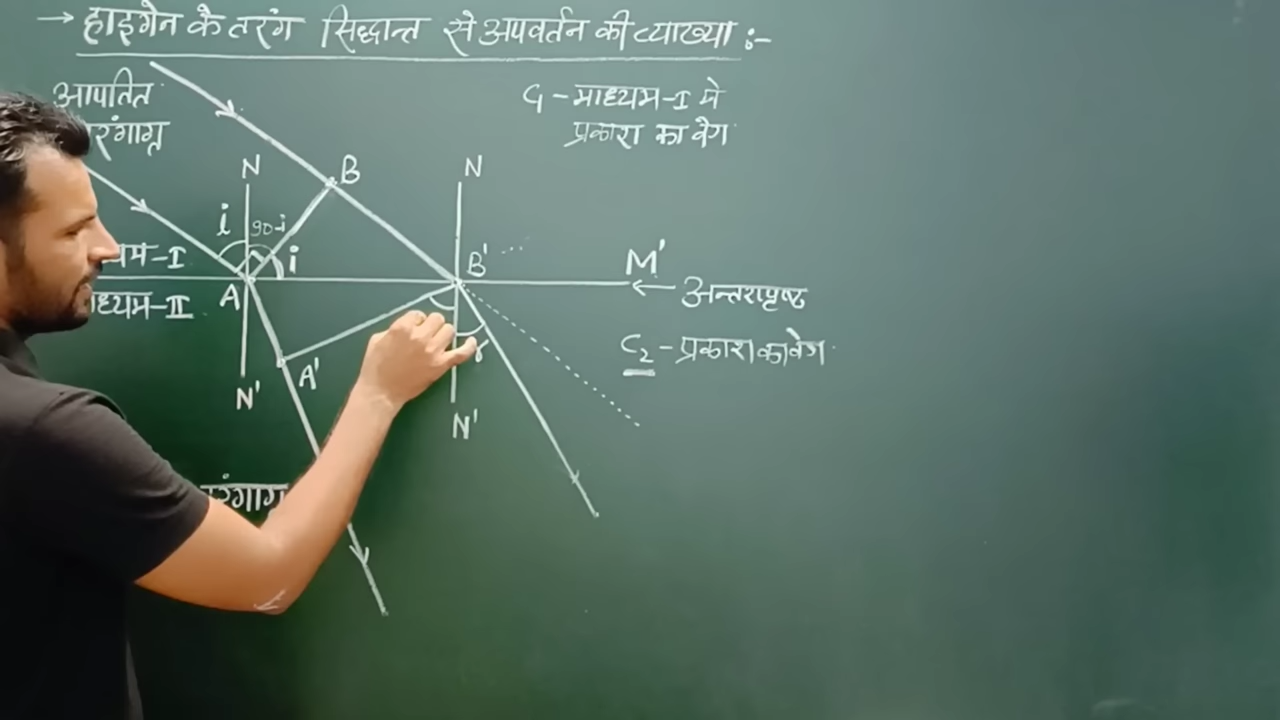 → हाइगेन के तरंग सिद्धान्त से अपवर्तन की व्याख्या :-
आपतित
C₁ - माध्यम-I मे
प्रकाश का वेग
N
B
N
i
90-i
i
B'
M'
A
माध्यम-II
← अन्तरापृष्ठ
C₂ - प्रकाश का वेग
r
A'
N'
N'